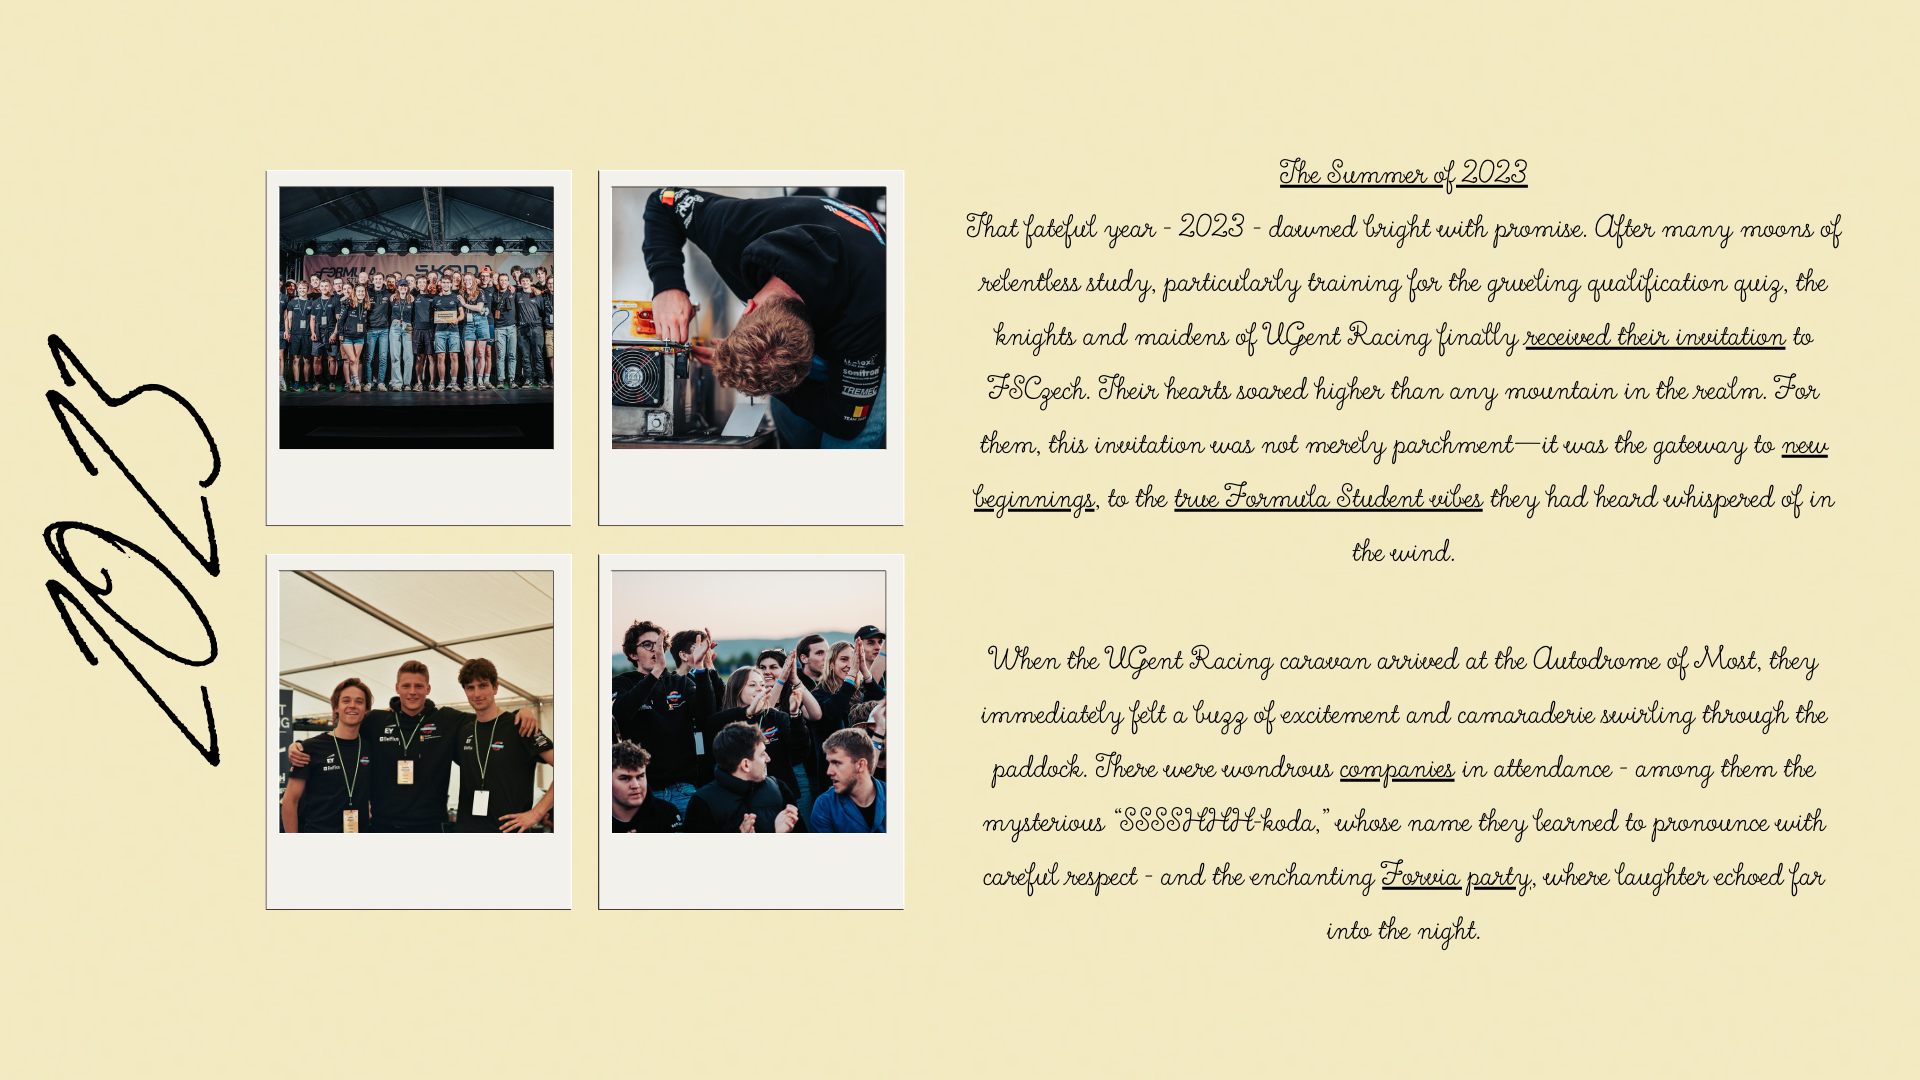 2023
FORMULA
ŠKODA
sonitron
TREMEC
EY
EY
The Summer of 2023
That fateful year - 2023 - dawned bright with promise. After many moons of
relentless study, particularly training for the grueling qualification quiz, the
knights and maidens of UGent Racing finally received their invitation to
FSCzech. Their hearts soared higher than any mountain in the realm. For
them, this invitation was not merely parchment—it was the gateway to new
beginnings, to the true Formula Student vibes they had heard whispered of in
the wind.
When the UGent Racing caravan arrived at the Autodrome of Most, they
immediately felt a buzz of excitement and camaraderie swirling through the
paddock. There were wondrous companies in attendance - among them the
mysterious “SSSSHHH-koda,” whose name they learned to pronounce with
careful respect - and the enchanting Forvia party, where laughter echoed far
into the night.